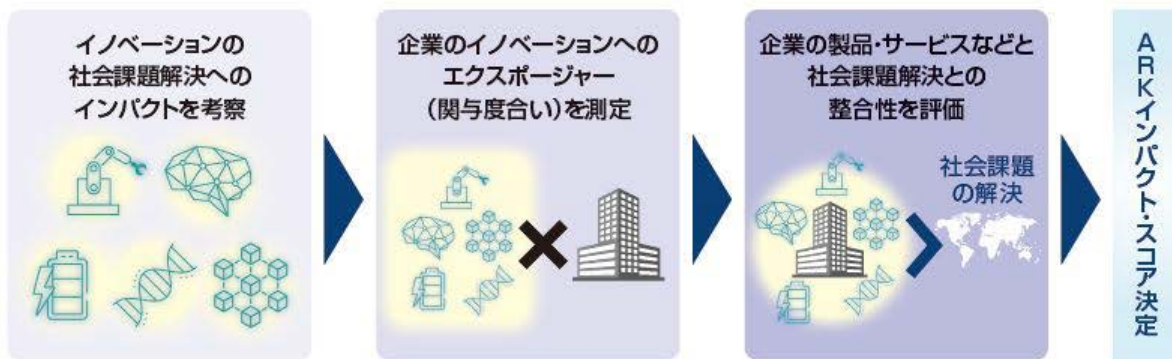 イノベーションの
社会課題解決への
インパクトを考察
企業のイノベーションへの
エクスポージャー
（関与度合い）を測定
企業の製品・サービスなどと
社会課題解決との
整合性を評価
社会課題
の解決
ARKインパクト・スコア決定